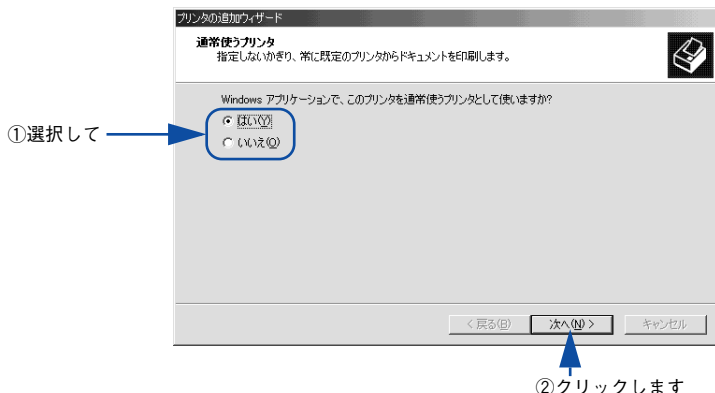 プリンタの追加ウィザード
通常使うプリンタ
指定しないかぎり、常に既定のプリンタからドキュメントを印刷します。
Windows アプリケーションで、このプリンタを通常使うプリンタとして使いますか?
①選択して
はい(Y)
いいえ(O)
< 戻る(B)
次へ(N) >
キャンセル
②クリックします